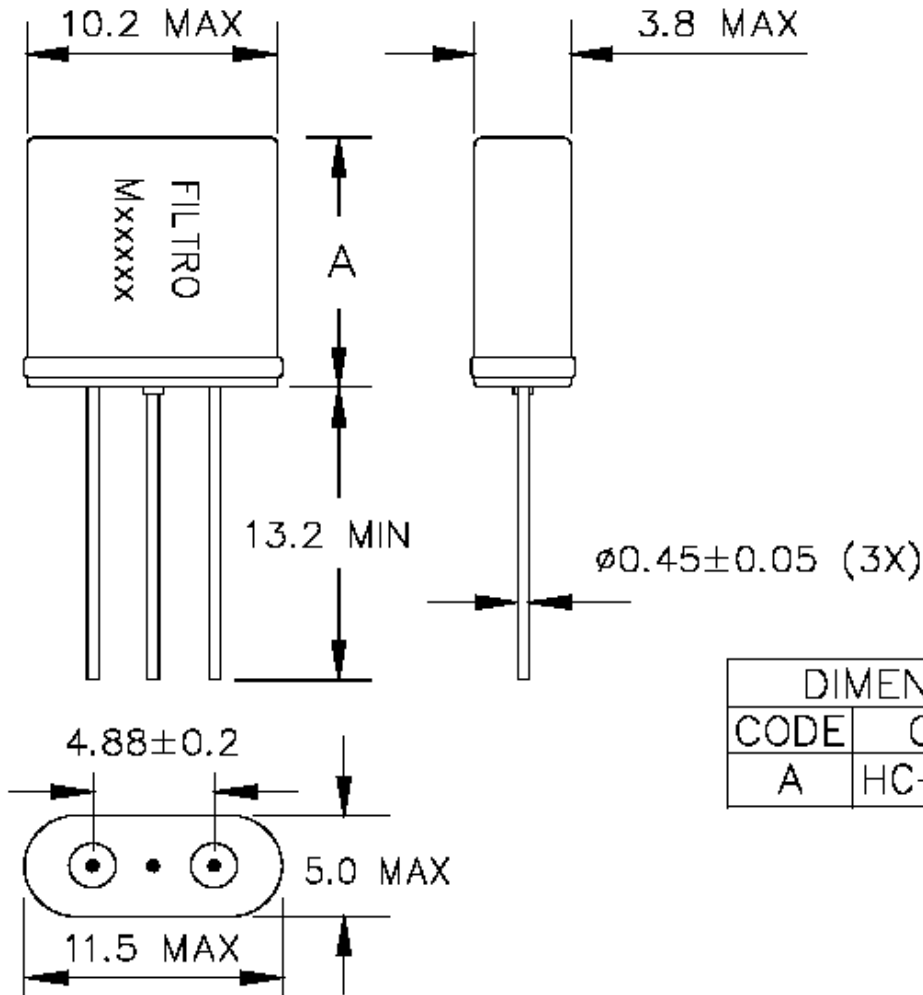 10.2 MAX
3.8 MAX
FILTRO
Mxxxxx
A
13.2 MIN
ø0.45±0.05 (3X)
4.88±0.2
5.0 MAX
11.5 MAX
CODE
A